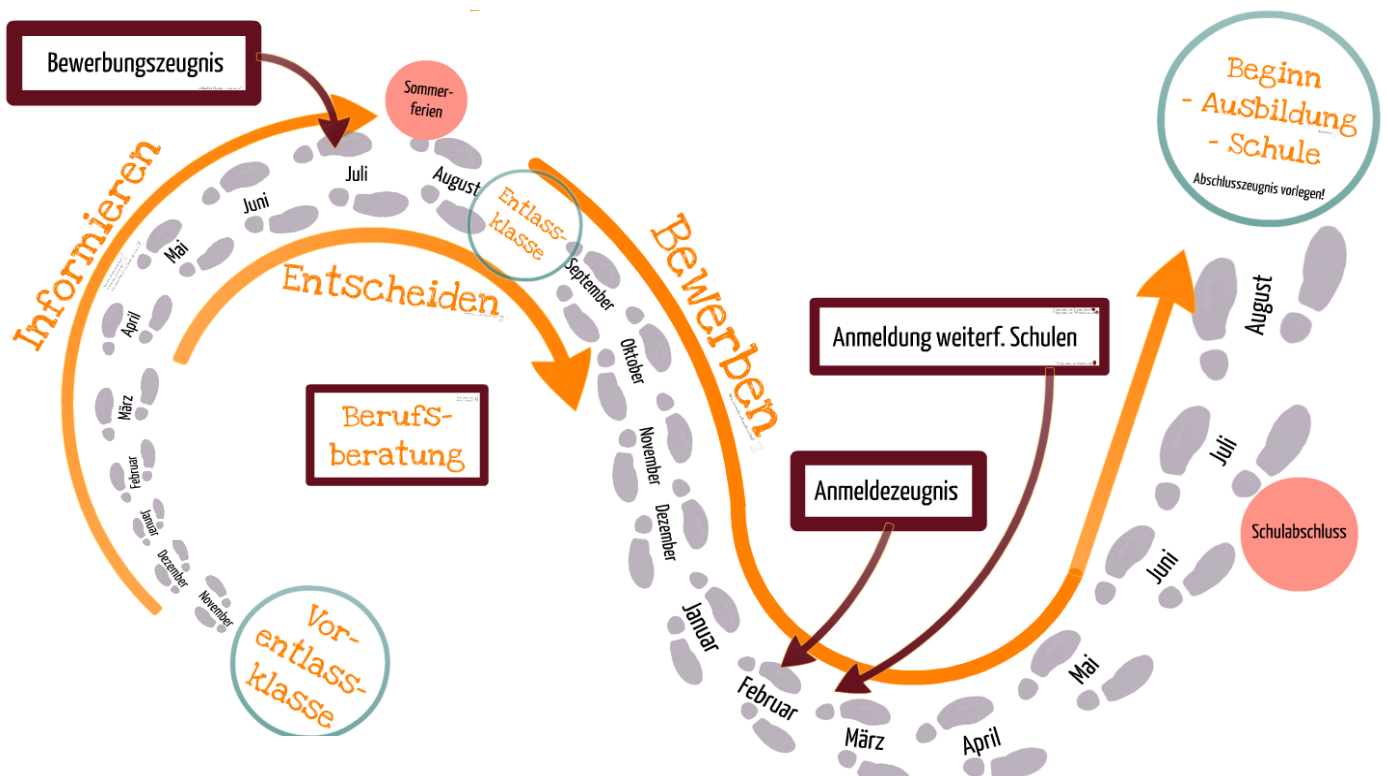 Bewerbungszeugnis
Sommer-
ferien
Informieren
Juli
August
Juni
Mai
April
März
Februar
Januar
Dezember
November
Vor-
entlass-
klasse
Entscheiden
Berufs-
beratung
Entlass-
klasse
September
Oktober
November
Dezember
Januar
Februar
März
April
Mai
Juni
Juli
August
Bewerben
Anmeldung weiterf. Schulen
Anmeldezeugnis
Schulabschluss
Beginn
- Ausbildung
- Schule
Abschlusszeugnis vorlegen!